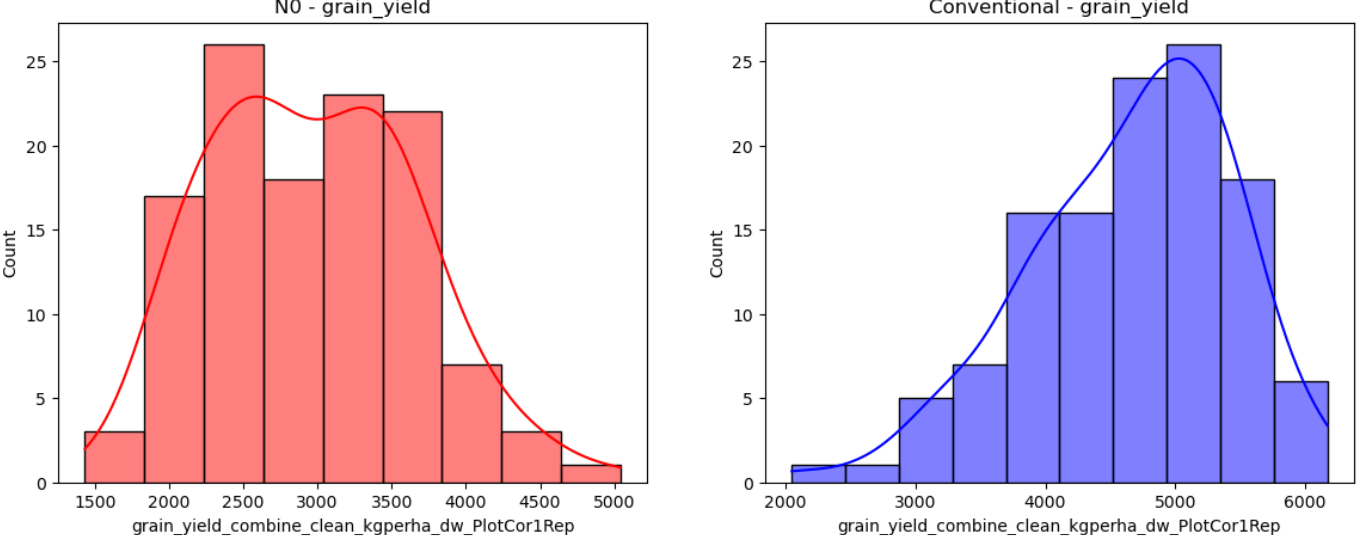 N0 - grain_yield
Conventional - grain_yield
25
20
15
10
5
0
Count
1500 2000 2500 3000 3500 4000 4500 5000
grain_yield_combine_clean_kgperha_dw_PlotCor1Rep
25
20
15
10
5
0
Count
2000 3000 4000 5000 6000
grain_yield_combine_clean_kgperha_dw_PlotCor1Rep